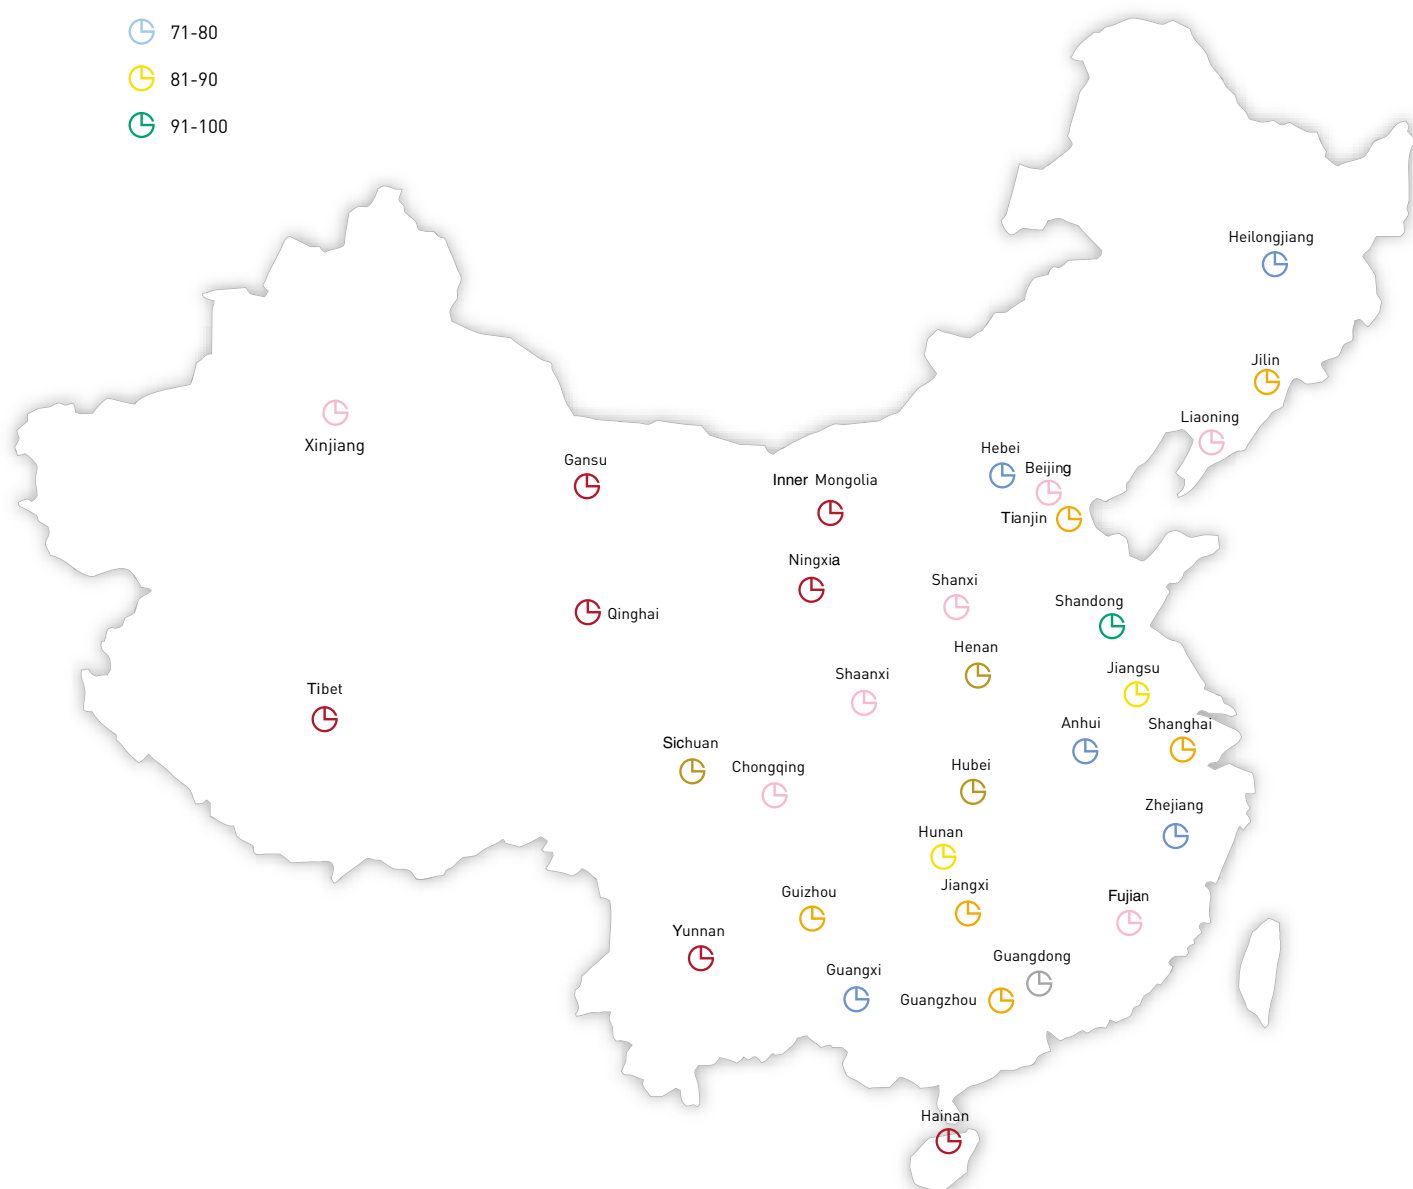 71-80
81-90
91-100
Heilongjiang
Jilin
Liaoning
Xinjiang
Gansu
Hebei
Beijing
Inner Mongolia
Tianjin
Ningxia
Shanxi
Shandong
Qinghai
Henan
Jiangsu
Shaanxi
Tibet
Anhui
Shanghai
Sichuan
Chongqing
Hubei
Zhejiang
Hunan
Guizhou
Jiangxi
Fujian
Yunnan
Guangdong
Guangxi
Guangzhou
Hainan